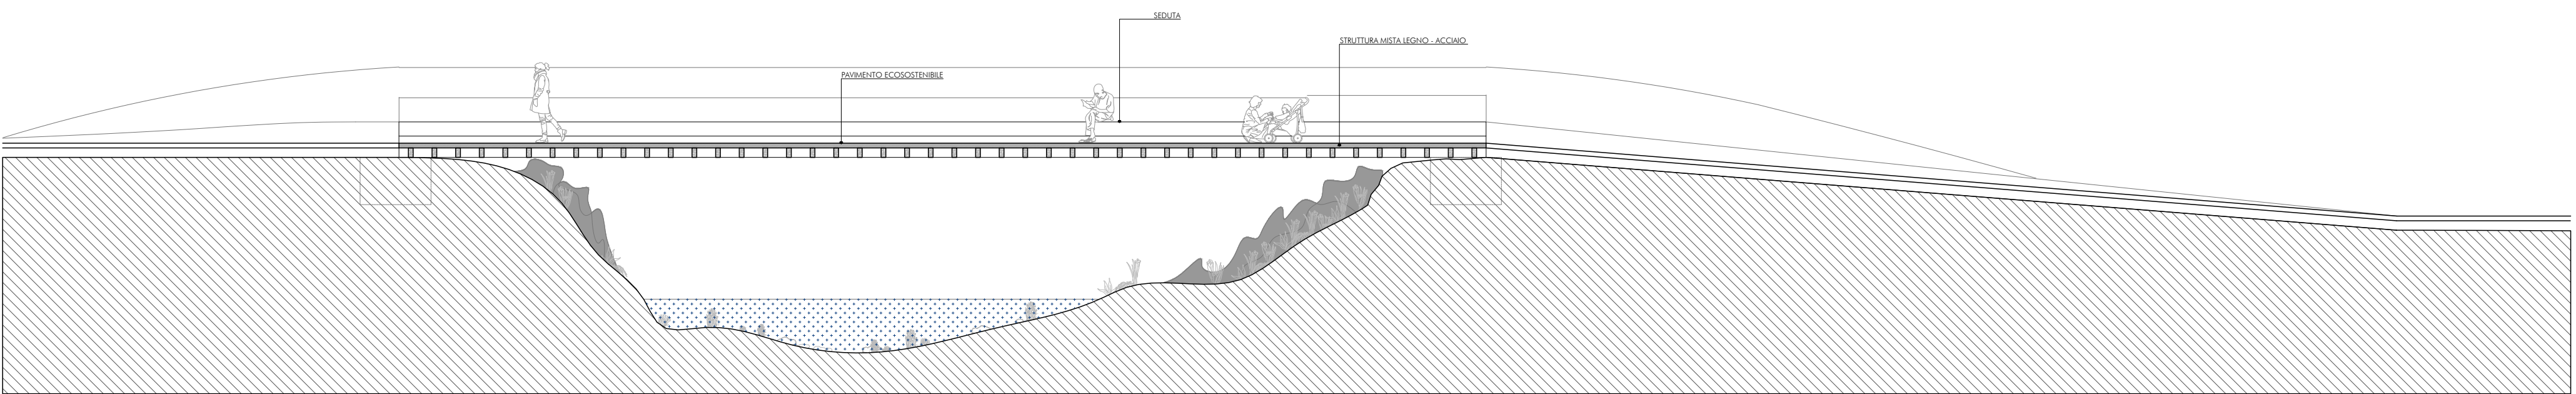 SEDUTA
STRUTTURA MISTA LEGNO - ACCIAIO
PAVIMENTO ECOSOSTENIBILE